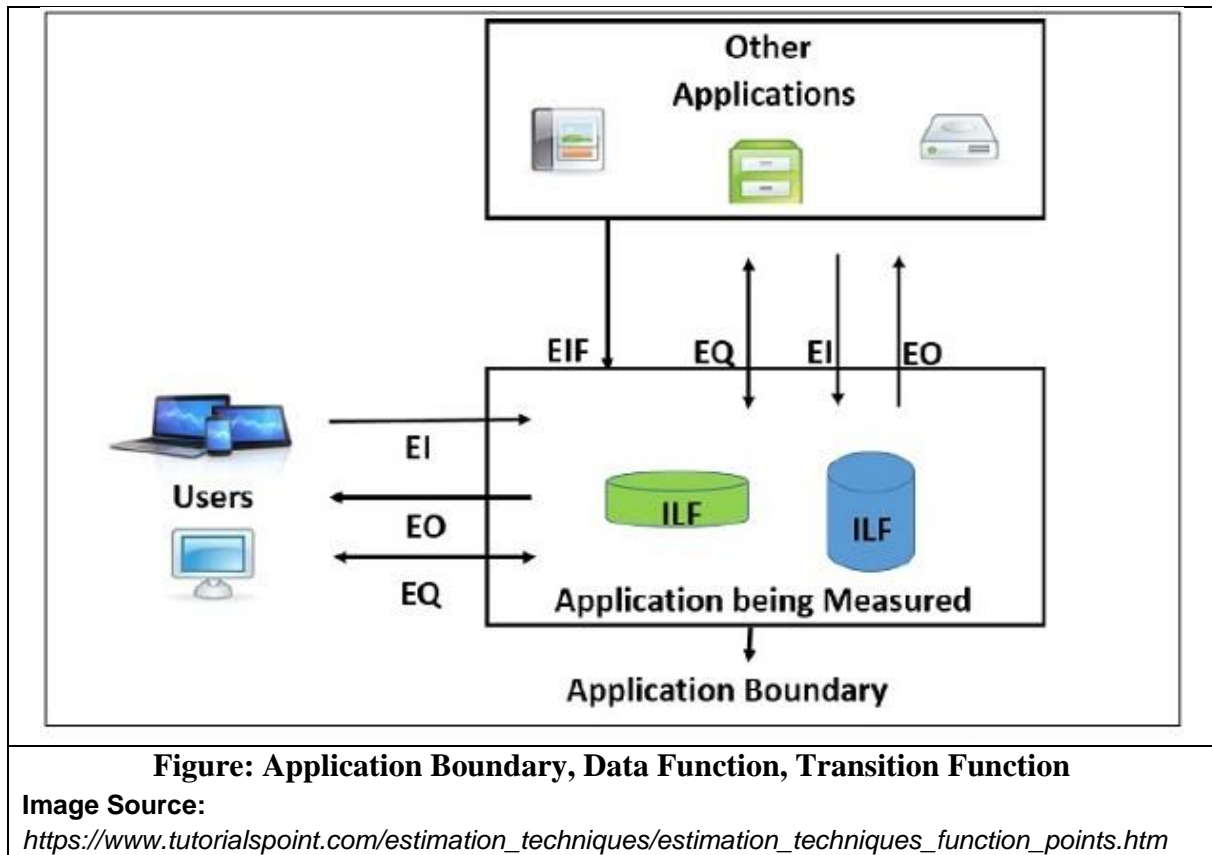 Other
Applications
EIF
EQ
EI
EO
EI
Users
EO
EQ
ILF
ILF
Application being Measured
Application Boundary
Figure: Application Boundary, Data Function, Transition Function
Image Source:
https://www.tutorialspoint.com/estimation_techniques/estimation_techniques_function_points.htm